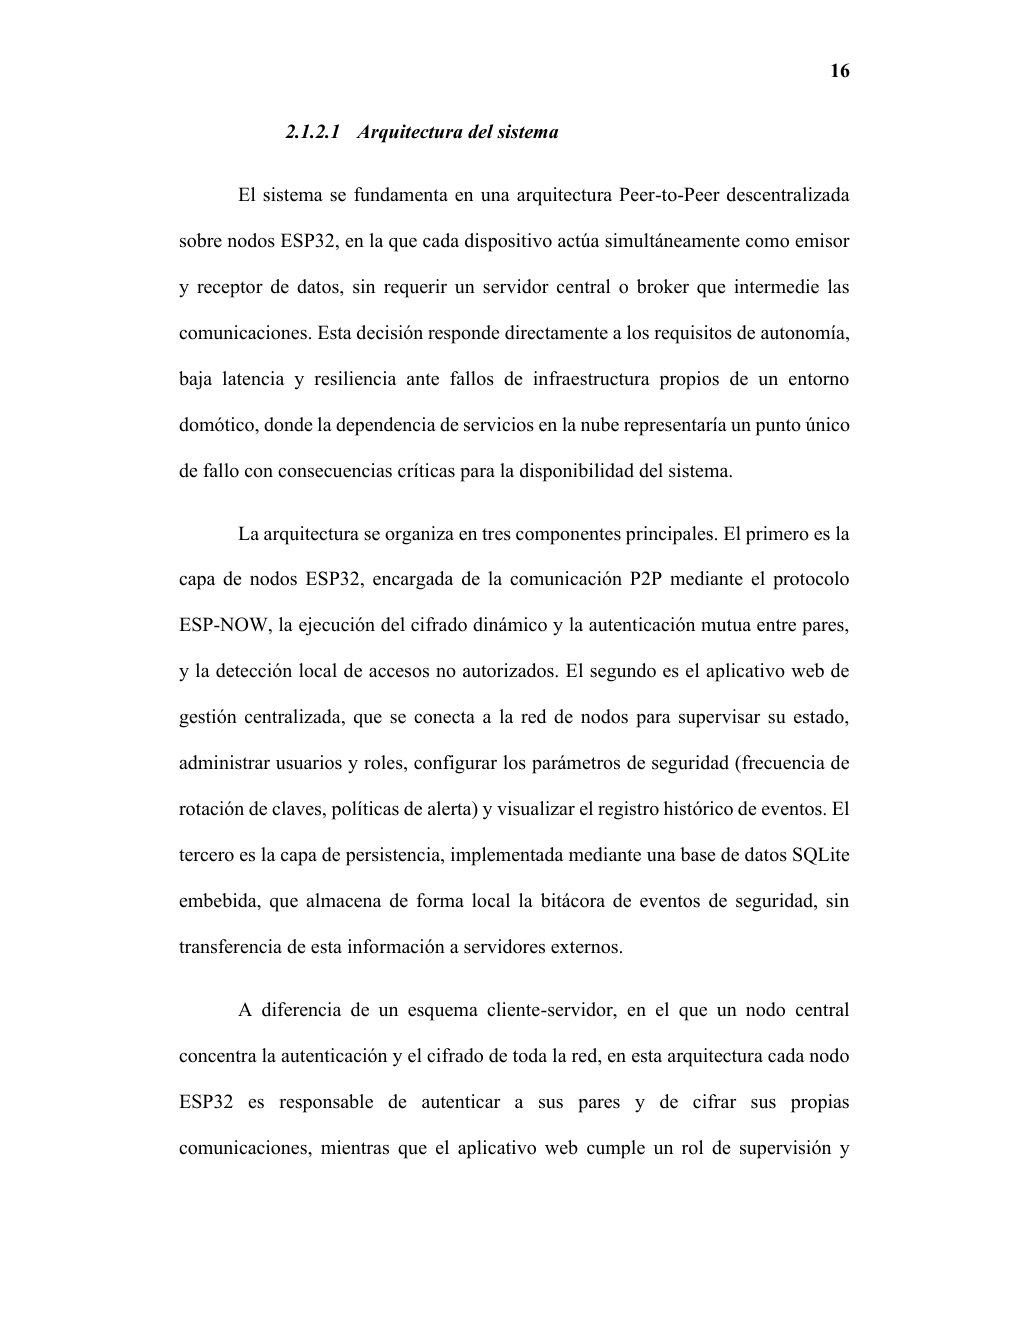 16
2.1.2.1 Arquitectura del sistema
El sistema se fundamenta en una arquitectura Peer-to-Peer descentralizada
sobre nodos ESP32, en la que cada dispositivo actúa simultáneamente como emisor
y receptor de datos, sin requerir un servidor central o broker que intermedie las
comunicaciones. Esta decisión responde directamente a los requisitos de autonomía,
baja latencia y resiliencia ante fallos de infraestructura propios de un entorno
domótico, donde la dependencia de servicios en la nube representaría un punto único
de fallo con consecuencias críticas para la disponibilidad del sistema.
La arquitectura se organiza en tres componentes principales. El primero es la
capa de nodos ESP32, encargada de la comunicación P2P mediante el protocolo
ESP-NOW, la ejecución del cifrado dinámico y la autenticación mutua entre pares,
y la detección local de accesos no autorizados. El segundo es el aplicativo web de
gestión centralizada, que se conecta a la red de nodos para supervisar su estado,
administrar usuarios y roles, configurar los parámetros de seguridad (frecuencia de
rotación de claves, políticas de alerta) y visualizar el registro histórico de eventos. El
tercero es la capa de persistencia, implementada mediante una base de datos SQLite
embebida, que almacena de forma local la bitácora de eventos de seguridad, sin
transferencia de esta información a servidores externos.
A diferencia de un esquema cliente-servidor, en el que un nodo central
concentra la autenticación y el cifrado de toda la red, en esta arquitectura cada nodo
ESP32 es responsable de autenticar a sus pares y de cifrar sus propias
comunicaciones, mientras que el aplicativo web cumple un rol de supervisión y